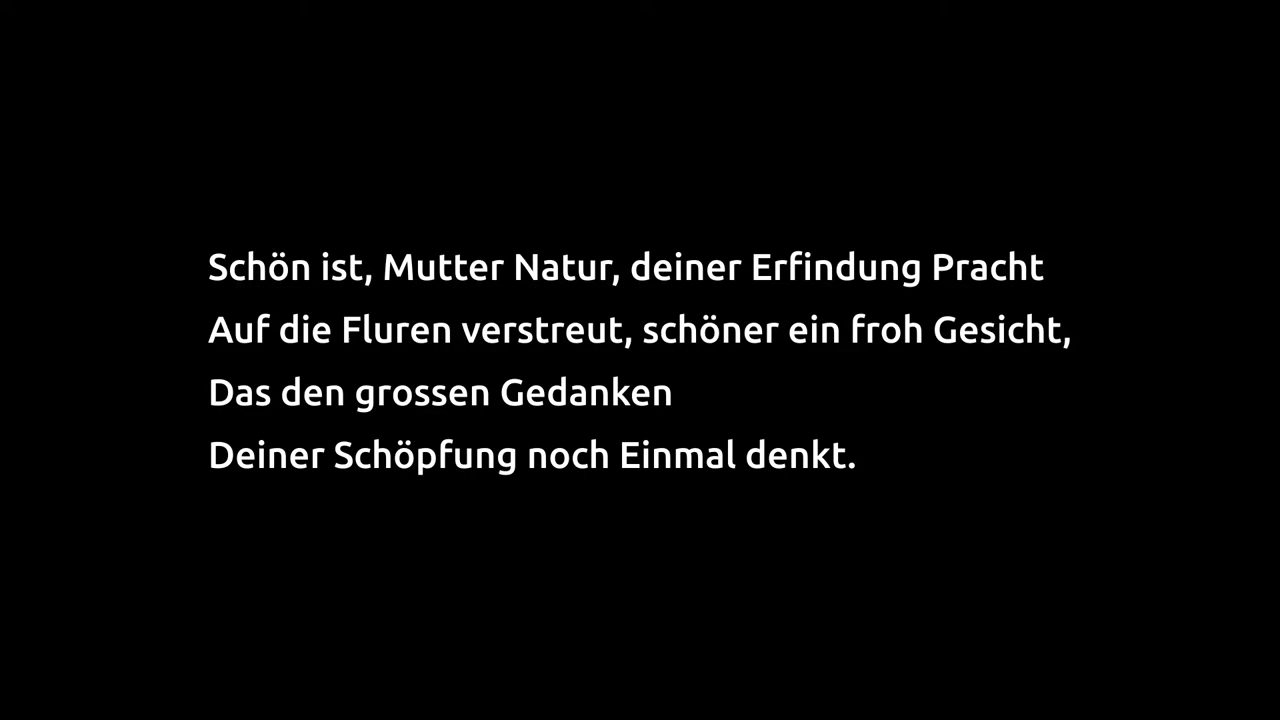 Schön ist, Mutter Natur, deiner Erfindung Pracht
Auf die Fluren verstreut, schöner ein froh Gesicht,
Das den grossen Gedanken
Deiner Schöpfung noch Einmal denkt.